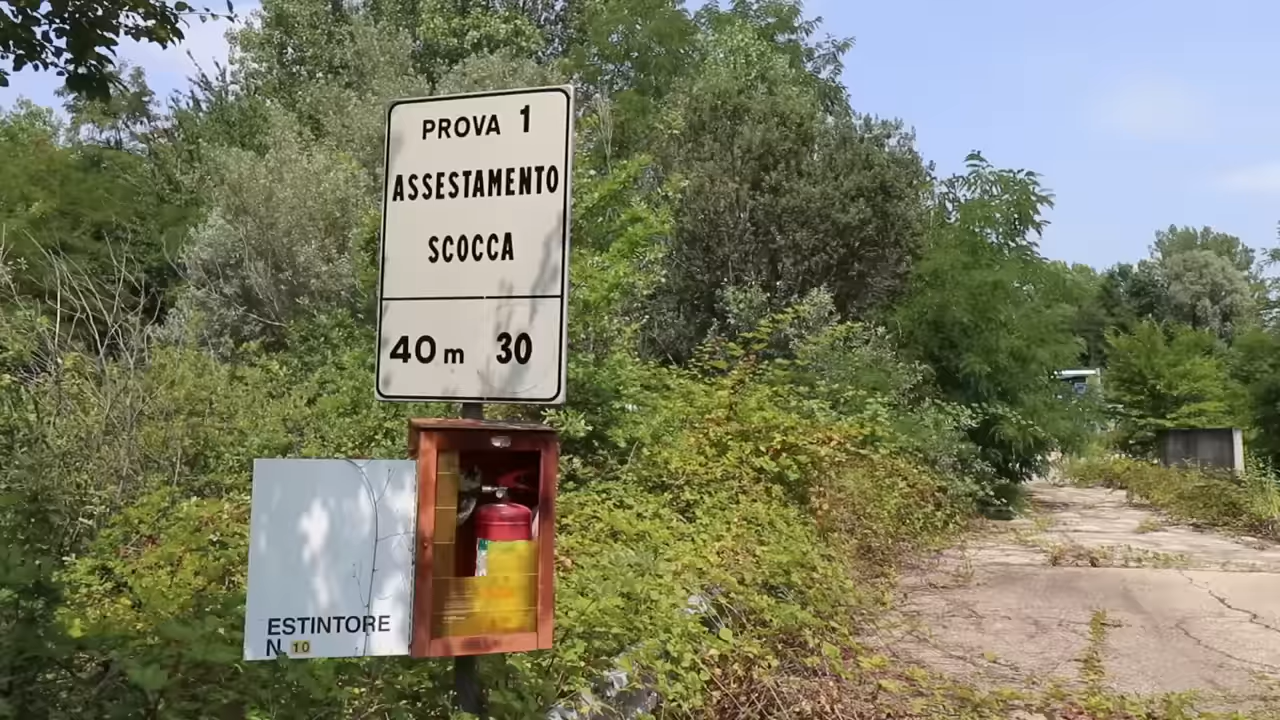 PROVA 1
ASSESTAMENTO
SCOCCA
40 m 30
ESTINTORE
N. 10